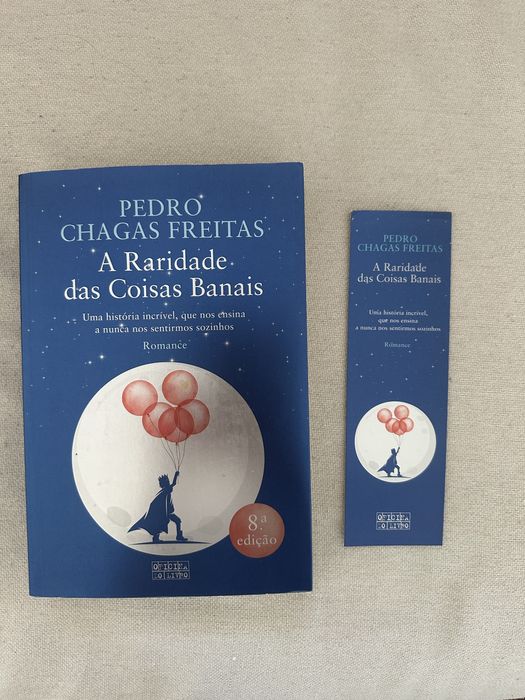 PEDRO
CHAGAS FREITAS
A Raridade
das Coisas Banais
Uma história incrível, que nos ensina
a nunca nos sentirmos sozinhos
Romance
8.ª
edição
OFICINA
DO LIVRO
PEDRO
CHAGAS FREITAS
A Raridade
das Coisas Banais
Uma história incrível,
que nos ensina
a nunca nos sentirmos sozinhos
Romance
OFICINA
DO LIVRO